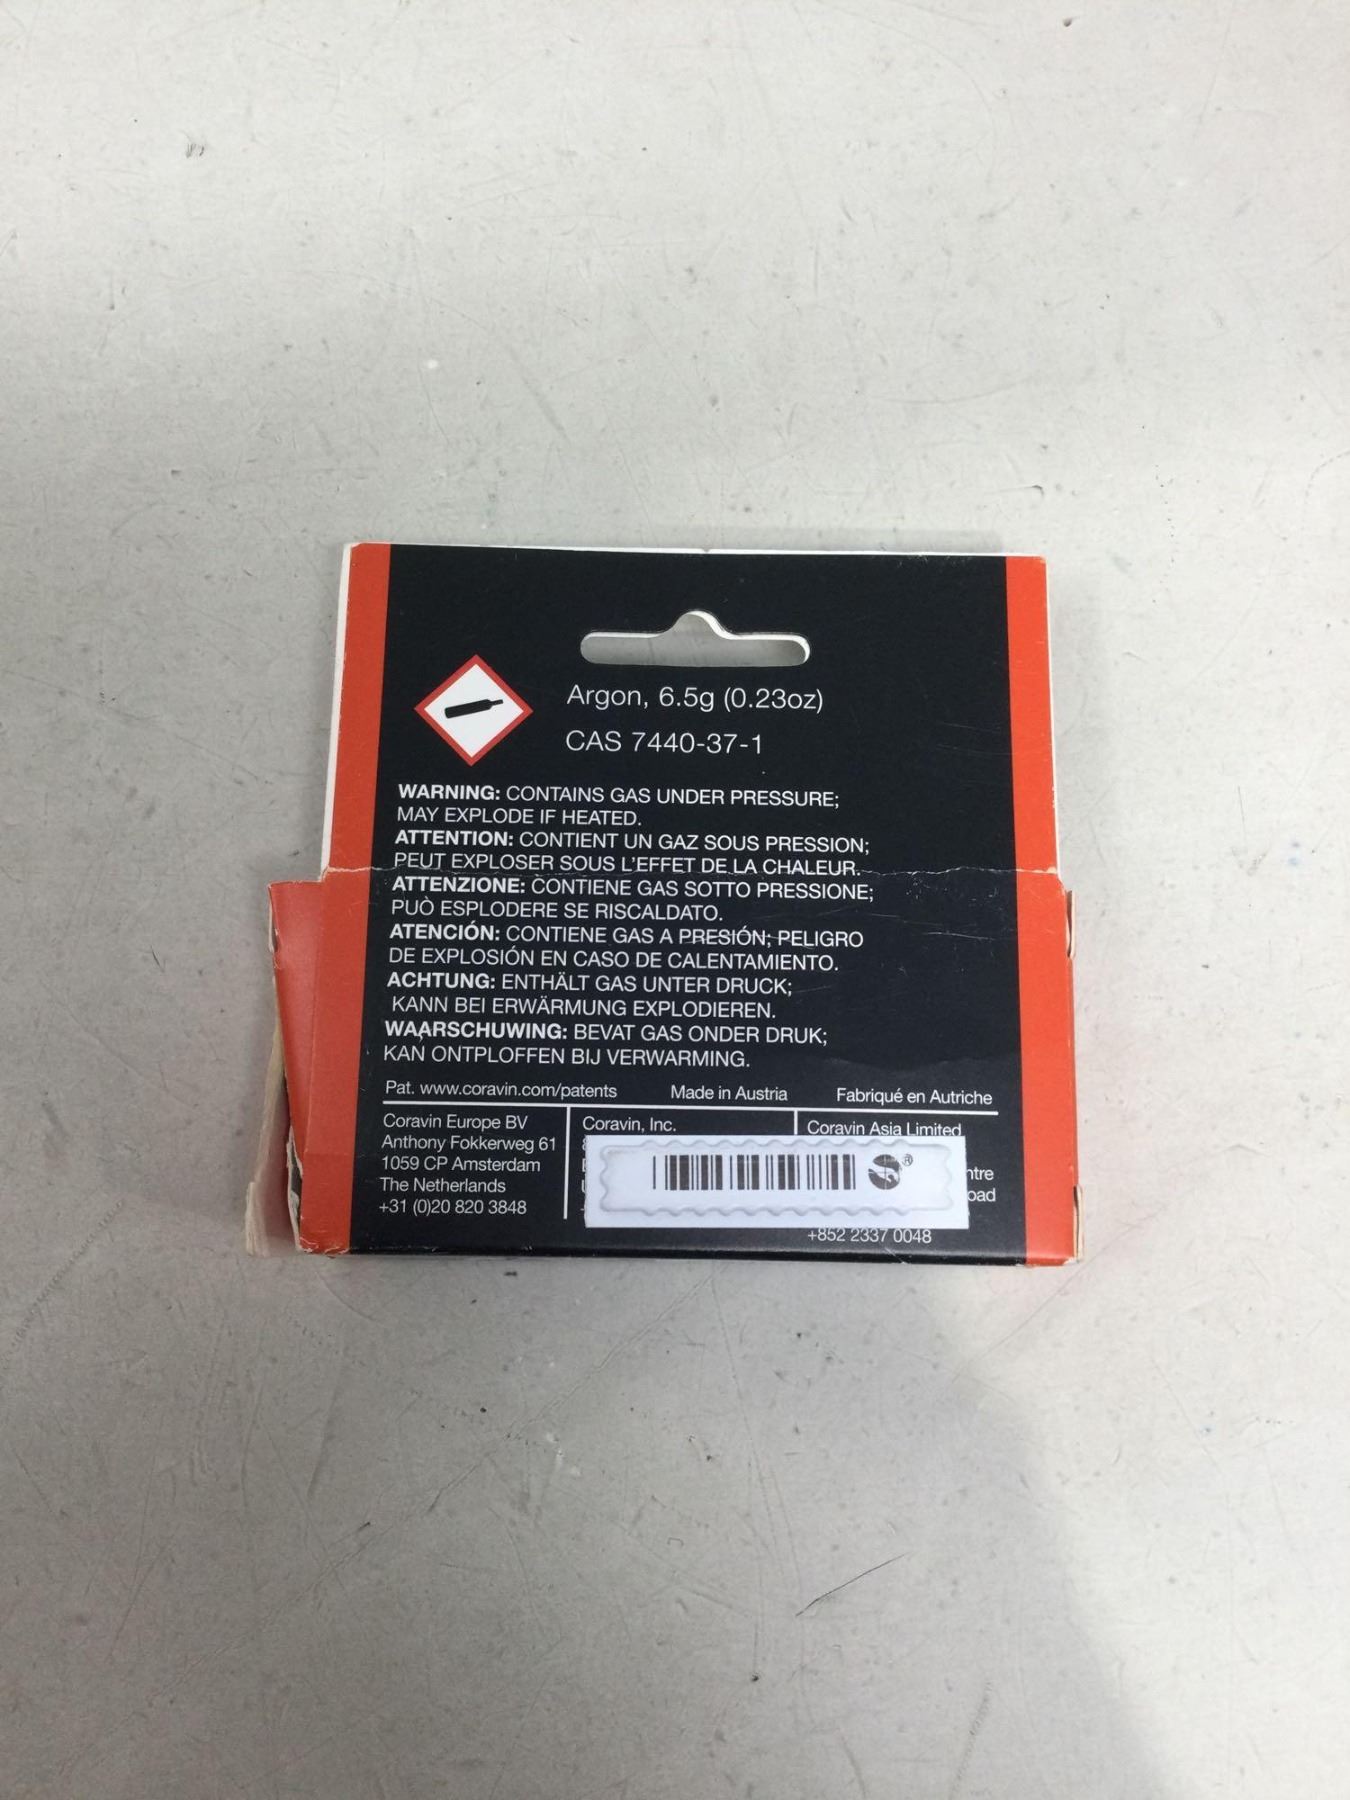 Argon, 6.5g (0.23oz)
CAS 7440-37-1
WARNING: CONTAINS GAS UNDER PRESSURE;
MAY EXPLODE IF HEATED.
ATTENTION: CONTIENT UN GAZ SOUS PRESSION;
PEUT EXPLOSER SOUS L'EFFET DE LA CHALEUR.
ATTENZIONE: CONTIENE GAS SOTTO PRESSIONE;
PUÒ ESPLODERE SE RISCALDATO.
ATENCIÓN: CONTIENE GAS A PRESIÓN; PELIGRO
DE EXPLOSIÓN EN CASO DE CALENTAMIENTO.
ACHTUNG: ENTHÄLT GAS UNTER DRUCK;
KANN BEI ERWÄRMUNG EXPLODIEREN.
WAARSCHUWING: BEVAT GAS ONDER DRUK;
KAN ONTPLOFFEN BIJ VERWARMING.
Pat. www.coravin.com/patents Made in Austria Fabriqué en Autriche
Coravin Europe BV
Anthony Fokkerweg 61
1059 CP Amsterdam
The Netherlands
+31 (0)20 820 3848
Coravin, Inc.
Coravin Asia Limited
+852 2337 0048